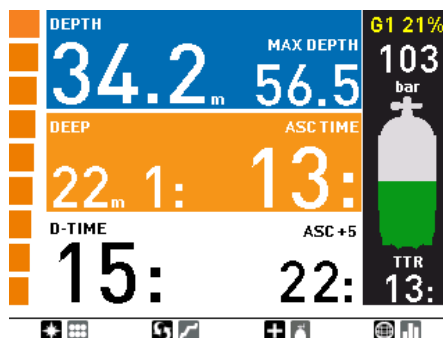 DEPTH
MAX DEPTH
34.2m
56.5
DEEP
ASC TIME
22m 1:
13:
D-TIME
ASC +5
15:
22:
G1 21%
103
bar
TTR
13: